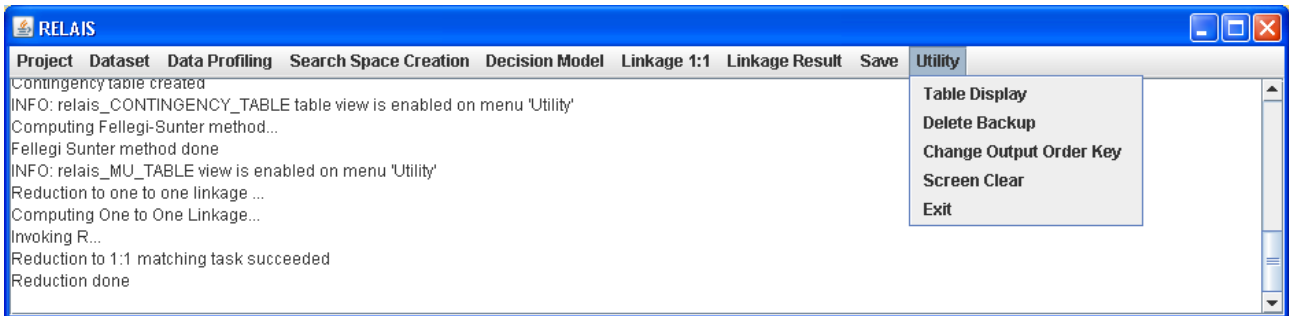 RELAIS
Project Dataset Data Profiling Search Space Creation Decision Model Linkage 1:1 Linkage Result Save Utility
Contingency table created
INFO: relais_CONTINGENCY_TABLE table view is enabled on menu 'Utility'
Computing Fellegi-Sunter method...
Fellegi Sunter method done
INFO: relais_MU_TABLE view is enabled on menu 'Utility'
Reduction to one to one linkage ...
Computing One to One Linkage...
Invoking R...
Reduction to 1:1 matching task succeeded
Reduction done
Table Display
Delete Backup
Change Output Order Key
Screen Clear
Exit